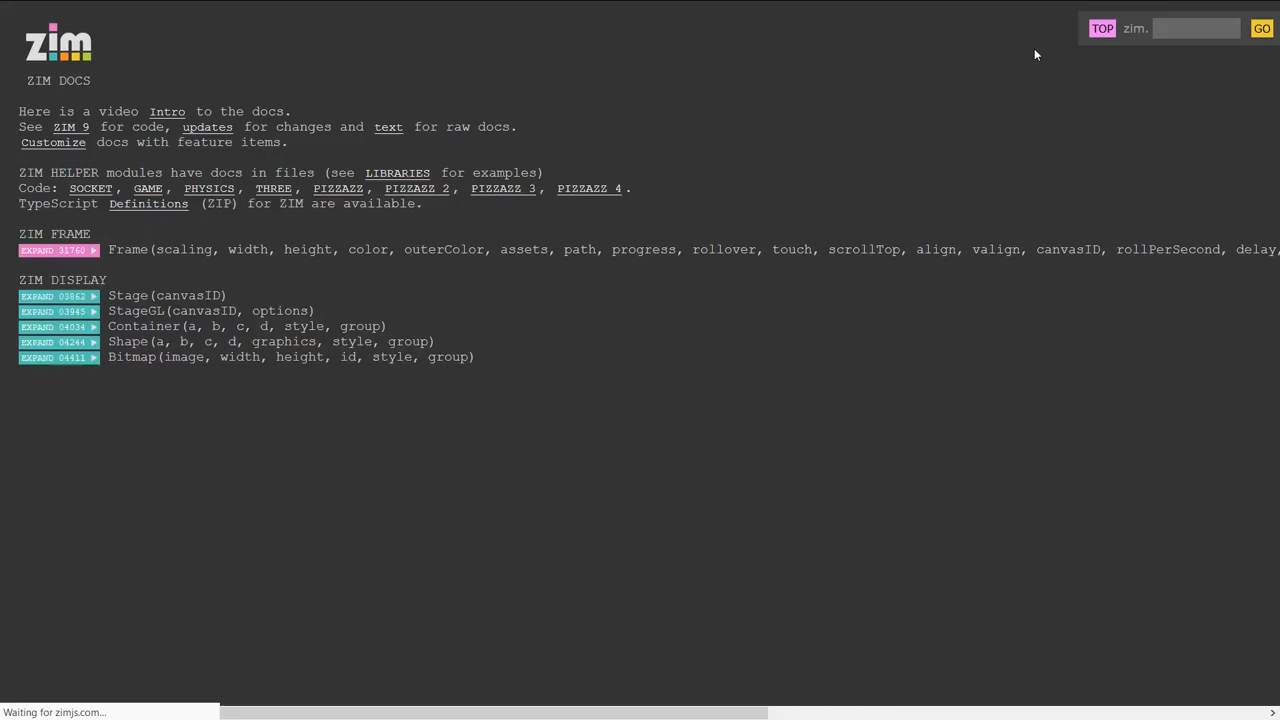 TOP zim. GO
zim
ZIM DOCS
Here is a video Intro to the docs.
See ZIM 9 for code, updates for changes and text for raw docs.
Customize docs with feature items.
ZIM HELPER modules have docs in files (see LIBRARIES for examples)
Code: SOCKET, GAME, PHYSICS, THREE, PIZZAZZ, PIZZAZZ 2, PIZZAZZ 3, PIZZAZZ 4.
TypeScript Definitions (ZIP) for ZIM are available.
ZIM FRAME
EXPAND 31760 ▶ Frame(scaling, width, height, color, outerColor, assets, path, progress, rollover, touch, scrollTop, align, valign, canvasID, rollPerSecond, delay,
ZIM DISPLAY
EXPAND 03862 ▶ Stage(canvasID)
EXPAND 03945 ▶ StageGL(canvasID, options)
EXPAND 04034 ▶ Container(a, b, c, d, style, group)
EXPAND 04244 ▶ Shape(a, b, c, d, graphics, style, group)
EXPAND 04411 ▶ Bitmap(image, width, height, id, style, group)
Waiting for zimjs.com...